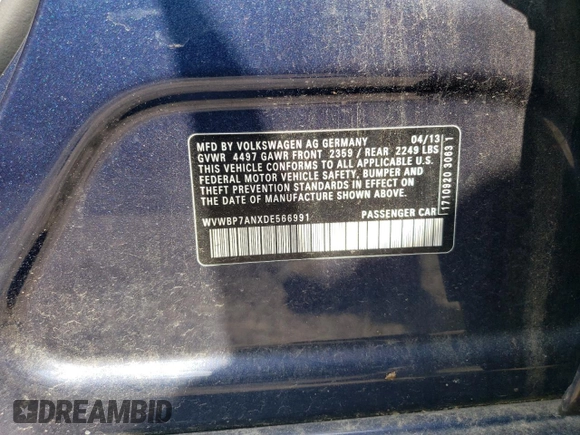 MFD BY VOLKSWAGEN AG GERMANY 04/13
GVWR 4497 GAWR FRONT 2359 / REAR 2249 LBS
THIS VEHICLE CONFORMS TO ALL APPLICABLE U.S.
FEDERAL MOTOR VEHICLE SAFETY, BUMPER AND
THEFT PREVENTION STANDARDS IN EFFECT ON
THE DATE OF MANUFACTURE SHOWN ABOVE.
WVWBP7ANXDE566991 PASSENGER CAR
1710920 3063 1
DREAMBID